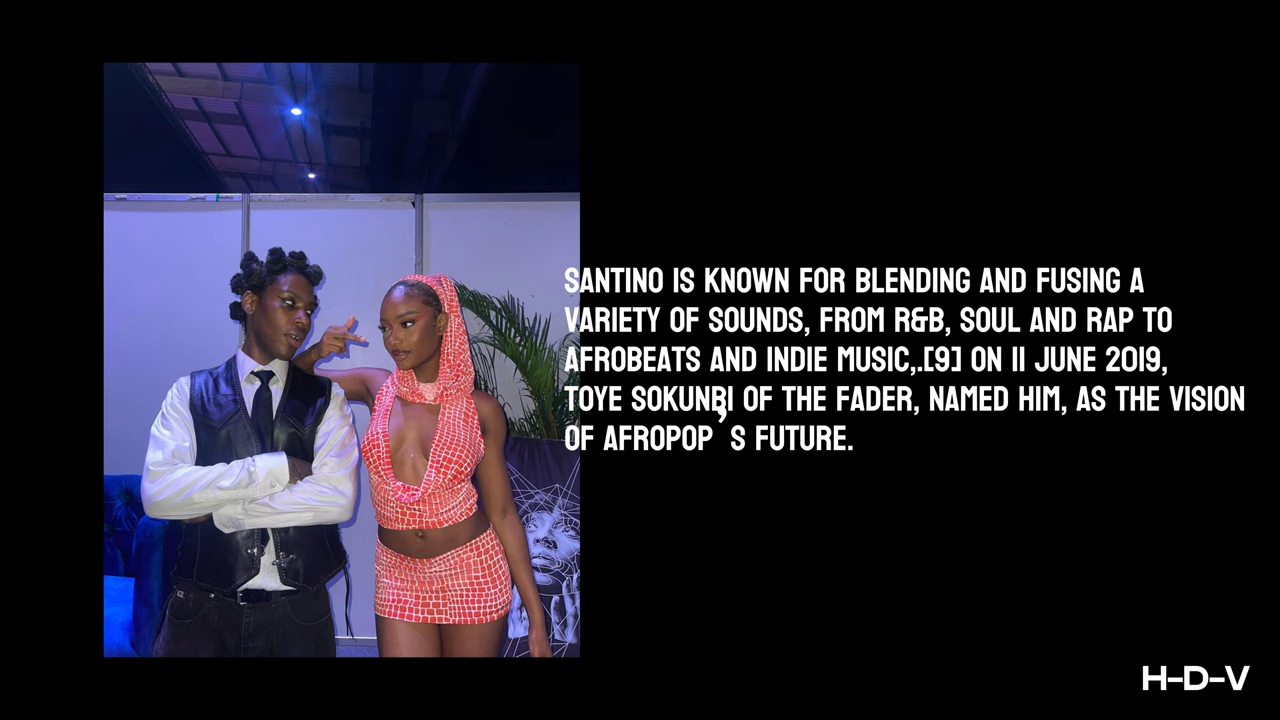 SANTINO IS KNOWN FOR BLENDING AND FUSING A
VARIETY OF SOUNDS, FROM R&B, SOUL AND RAP TO
AFROBEATS AND INDIE MUSIC,.[9] ON 11 JUNE 2019,
TOYE SOKUNBI OF THE FADER, NAMED HIM, AS THE VISION
OF AFROPOP’S FUTURE.
H-D-V